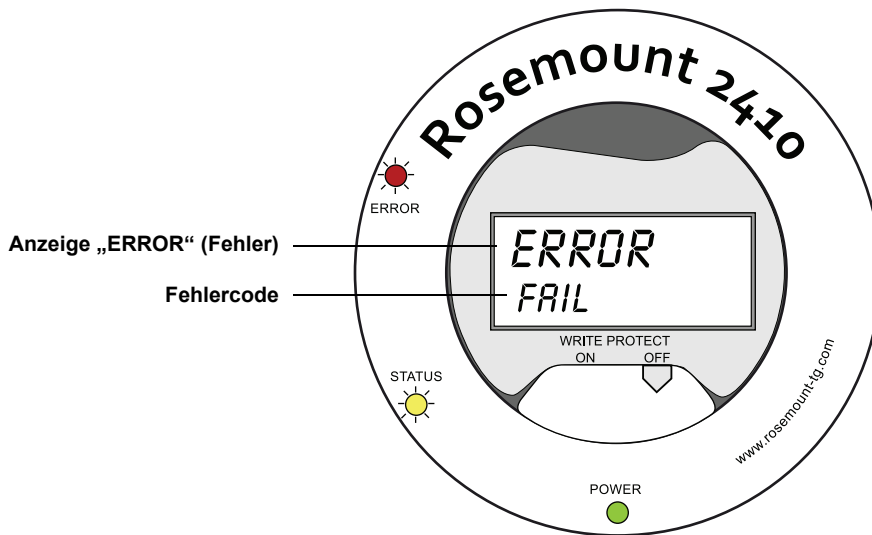 Rosemount 2410
ERROR
Anzeige „ERROR“ (Fehler)
ERROR
Fehlercode
FAIL
WRITE PROTECT
ON OFF
STATUS
www.rosemount-tg.com
POWER